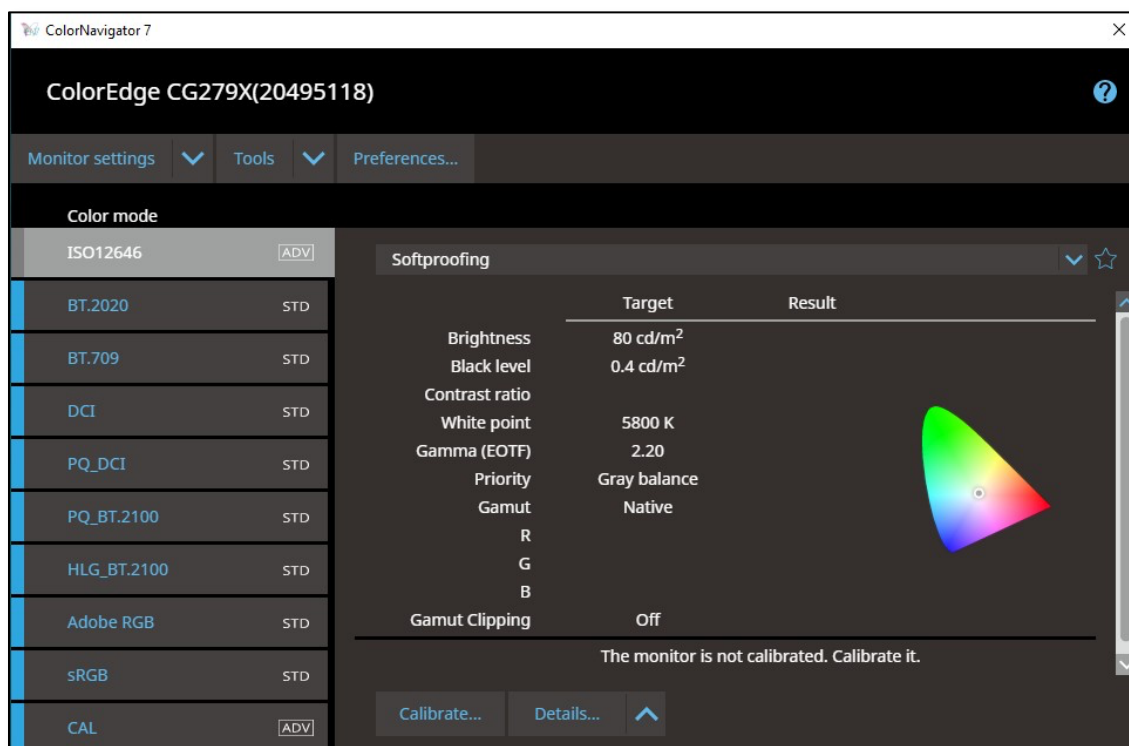 ColorNavigator 7
ColorEdge CG279X(20495118)
Monitor settings Tools Preferences...
Color mode
ISO12646 ADV
BT.2020 STD
BT.709 STD
DCI STD
PQ_DCI STD
PQ_BT.2100 STD
HLG_BT.2100 STD
Adobe RGB STD
sRGB STD
CAL ADV
Softproofing
Target Result
Brightness 80 cd/m²
Black level 0.4 cd/m²
Contrast ratio
White point 5800 K
Gamma (EOTF) 2.20
Priority Gray balance
Gamut Native
R
G
B
Gamut Clipping Off
The monitor is not calibrated. Calibrate it.
Calibrate... Details...